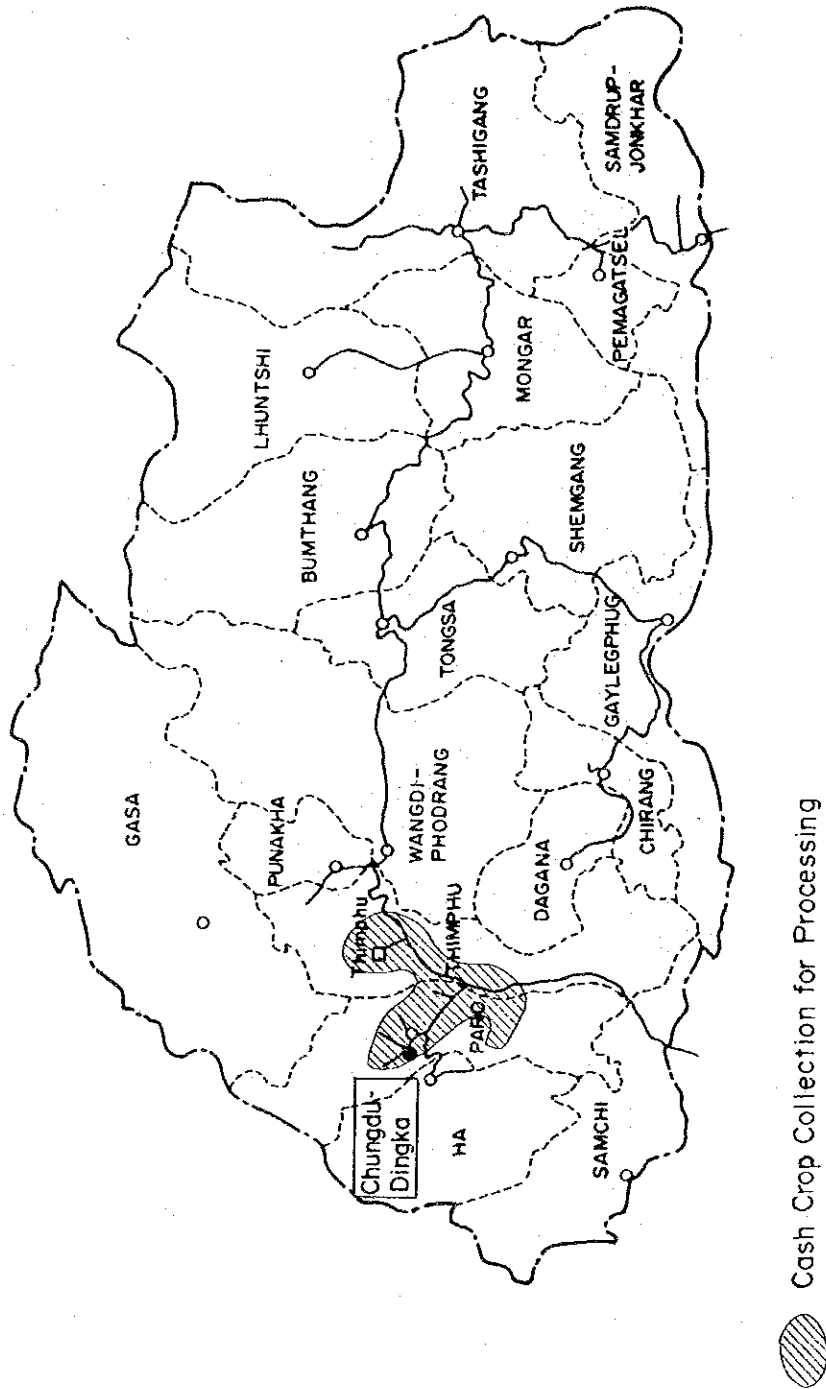 GASA
PUNAKHA
Thimphu
THIMPHU
PARO
Chungdu-
Dingka
HA
SAMCHI
WANGDI-
PHODRANG
DAGANA
CHIRANG
GAYLEGPHUG
TONGSA
BUMTHANG
SHEMGANG
LHUNTSHI
MONGAR
PEMAGATSEL
TASHIGANG
SAMDRUP-
JONKHAR
Cash Crop Collection for Processing